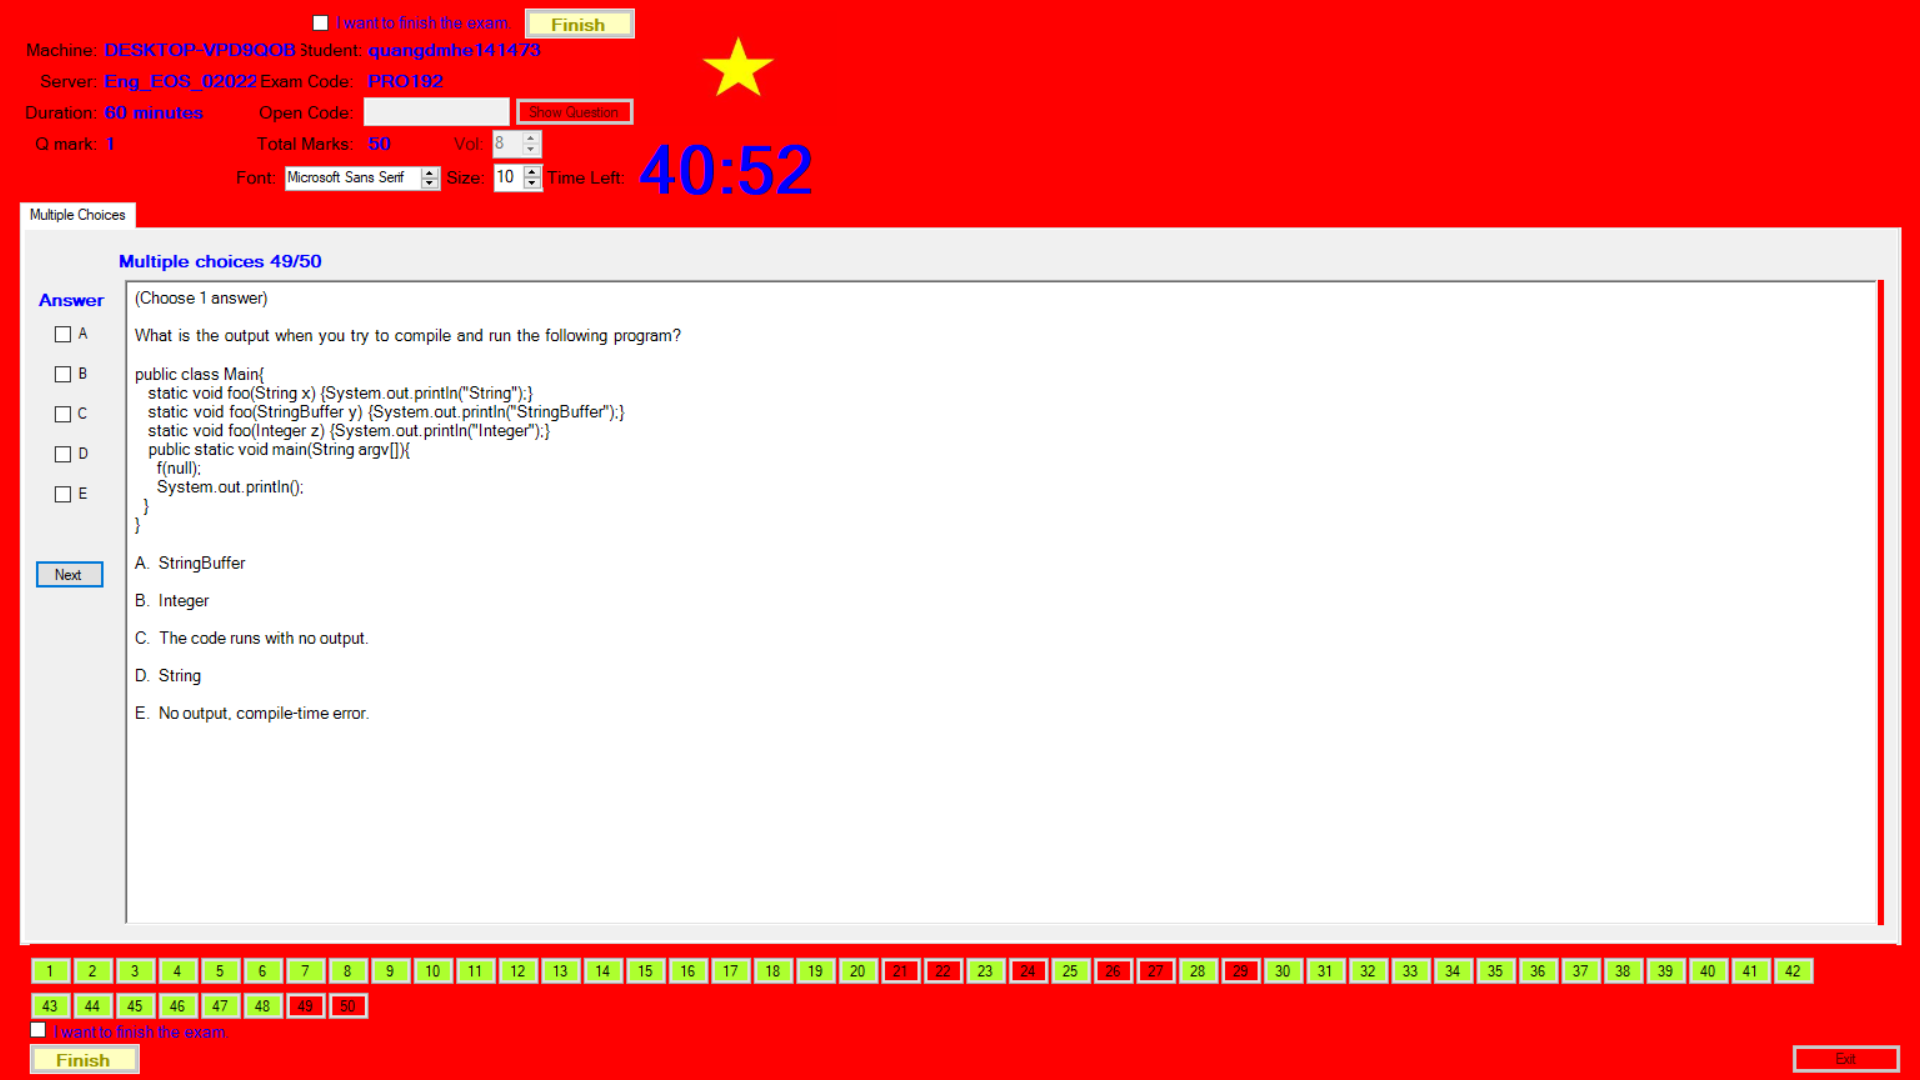 I want to finish the exam. Finish
Machine: DESKTOP-VPD9QOB Student: quangdmhe141473
Server: Eng_EOS_02022 Exam Code: PRO192
Duration: 60 minutes Open Code: Show Question
Q mark: 1 Total Marks: 50 Vol: 8
Font: Microsoft Sans Serif Size: 10 Time Left: 40:52
Multiple Choices
Multiple choices 49/50
Answer
A
B
C
D
E
Next
(Choose 1 answer)
What is the output when you try to compile and run the following program?
public class Main{
static void foo(String x) {System.out.println("String");}
static void foo(StringBuffer y) {System.out.println("StringBuffer");}
static void foo(Integer z) {System.out.println("Integer");}
public static void main(String argv[]){
f(null);
System.out.println();
}
}
A. StringBuffer
B. Integer
C. The code runs with no output.
D. String
E. No output, compile-time error.
1 2 3 4 5 6 7 8 9 10 11 12 13 14 15 16 17 18 19 20 21 22 23 24 25 26 27 28 29 30 31 32 33 34 35 36 37 38 39 40 41 42
43 44 45 46 47 48 49 50
I want to finish the exam.
Finish
Exit